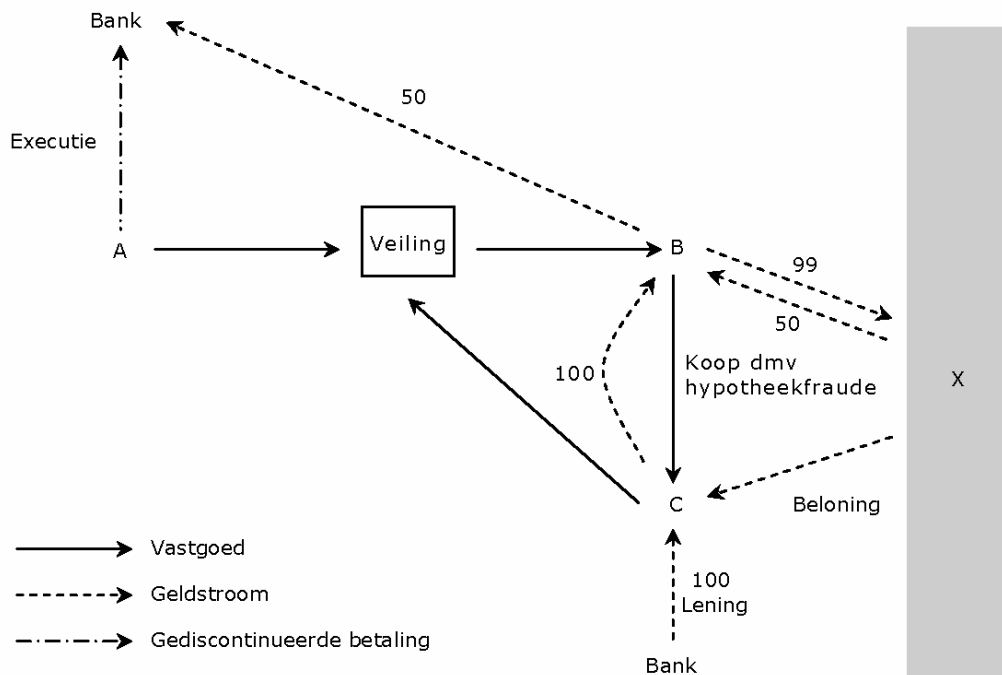 Bank
50
Executie
A
Veiling
B
99
50
100
Koop dmv
hypotheekfraude
X
C
Beloning
100
Lening
Bank
Vastgoed
Geldstroom
Gediscontinueerde betaling